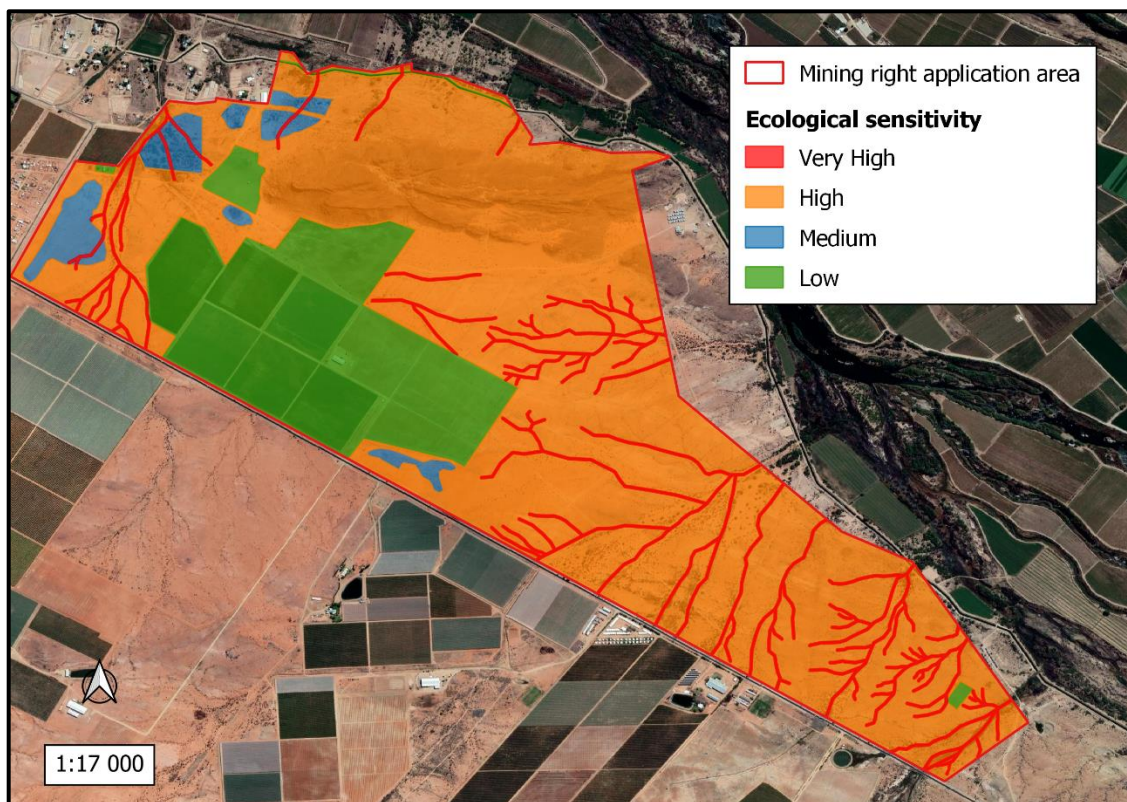 Mining right application area
Ecological sensitivity
Very High
High
Medium
Low
1:17 000